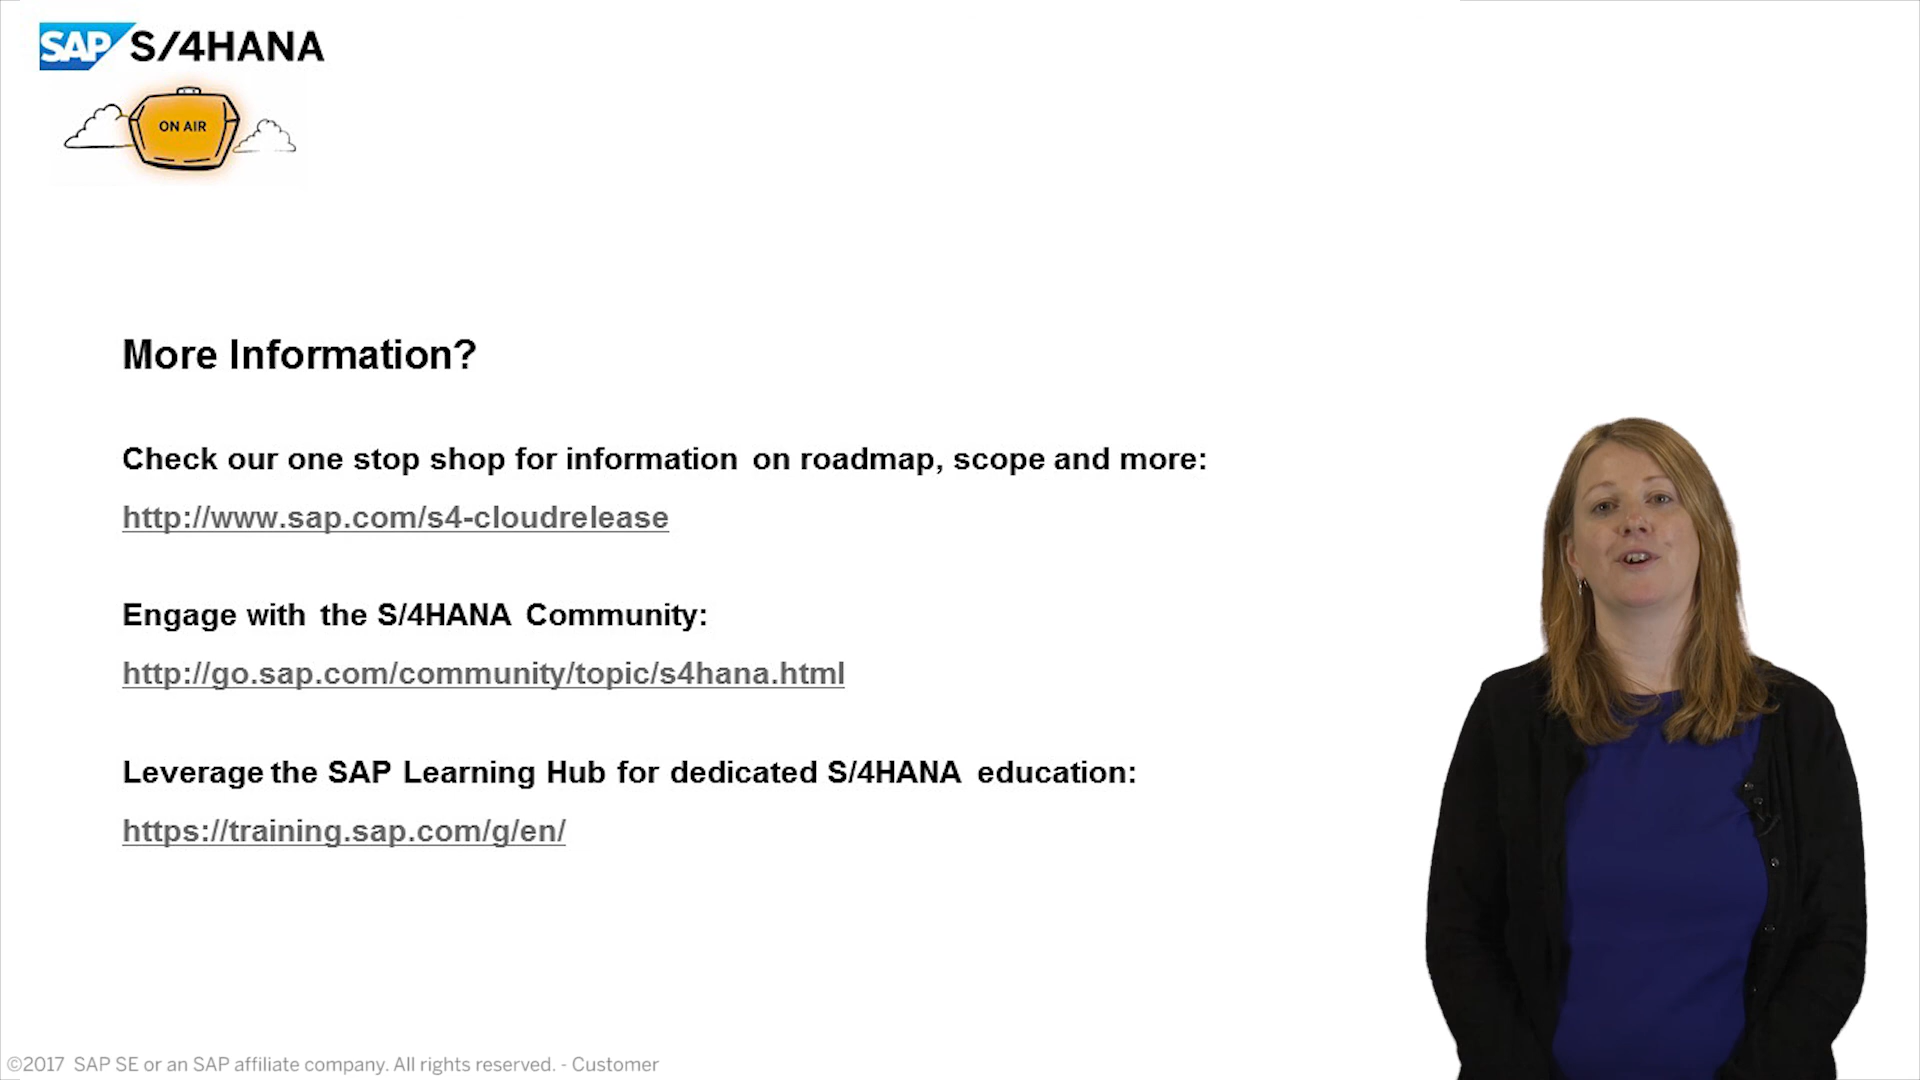 SAP S/4HANA
ON AIR
More Information?
Check our one stop shop for information on roadmap, scope and more:
http://www.sap.com/s4-cloudrelease
Engage with the S/4HANA Community:
http://go.sap.com/community/topic/s4hana.html
Leverage the SAP Learning Hub for dedicated S/4HANA education:
https://training.sap.com/g/en/
©2017 SAP SE or an SAP affiliate company. All rights reserved. - Customer